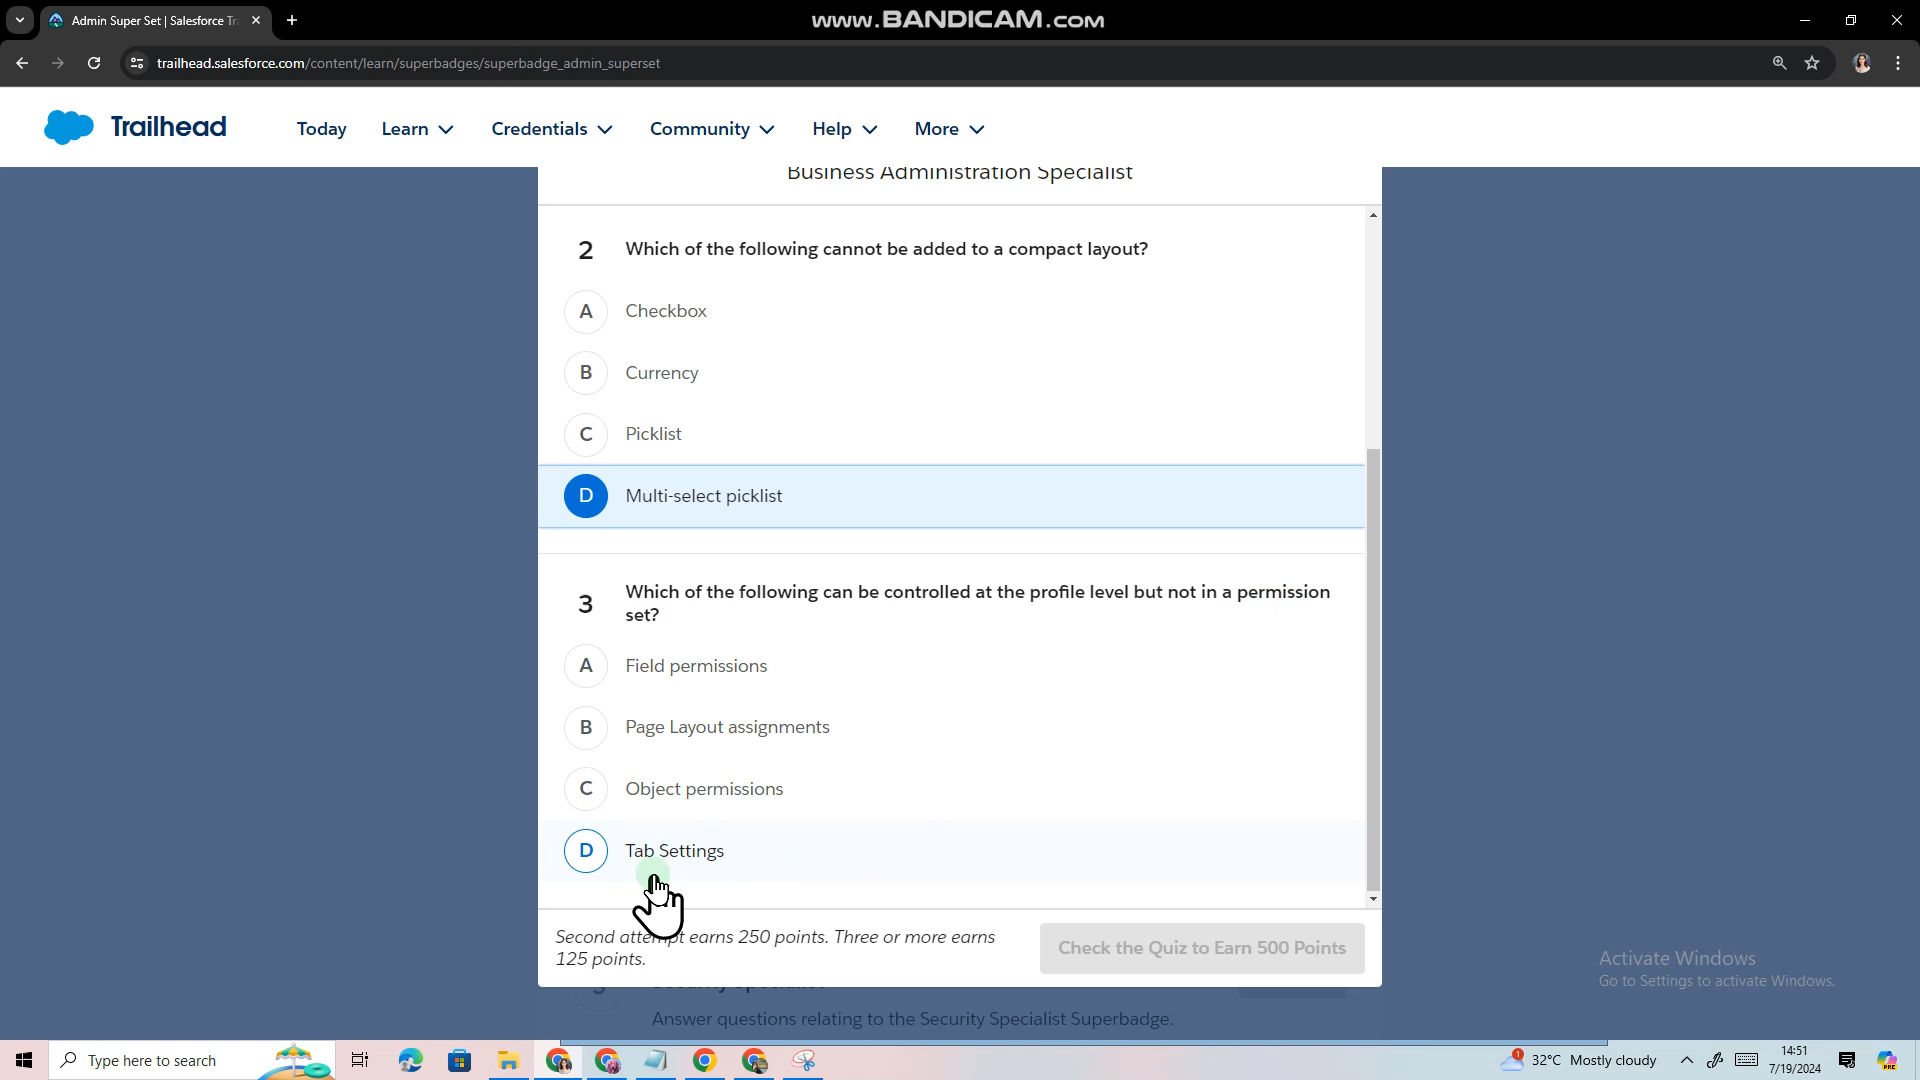 Admin Super Set | Salesforce Tr
www.BANDICAM.com
trailhead.salesforce.com/content/learn/superbadges/superbadge_admin_superset
Trailhead
Today
Learn
Credentials
Community
Help
More
Business Administration Specialist
2 Which of the following cannot be added to a compact layout?
A Checkbox
B Currency
C Picklist
D Multi-select picklist
3 Which of the following can be controlled at the profile level but not in a permission
set?
A Field permissions
B Page Layout assignments
C Object permissions
D Tab Settings
Second attempt earns 250 points. Three or more earns
125 points.
Check the Quiz to Earn 500 Points
Activate Windows
Go to Settings to activate Windows.
Answer questions relating to the Security Specialist Superbadge.
Type here to search
1
32°C Mostly cloudy
14:51
7/19/2024
PRE